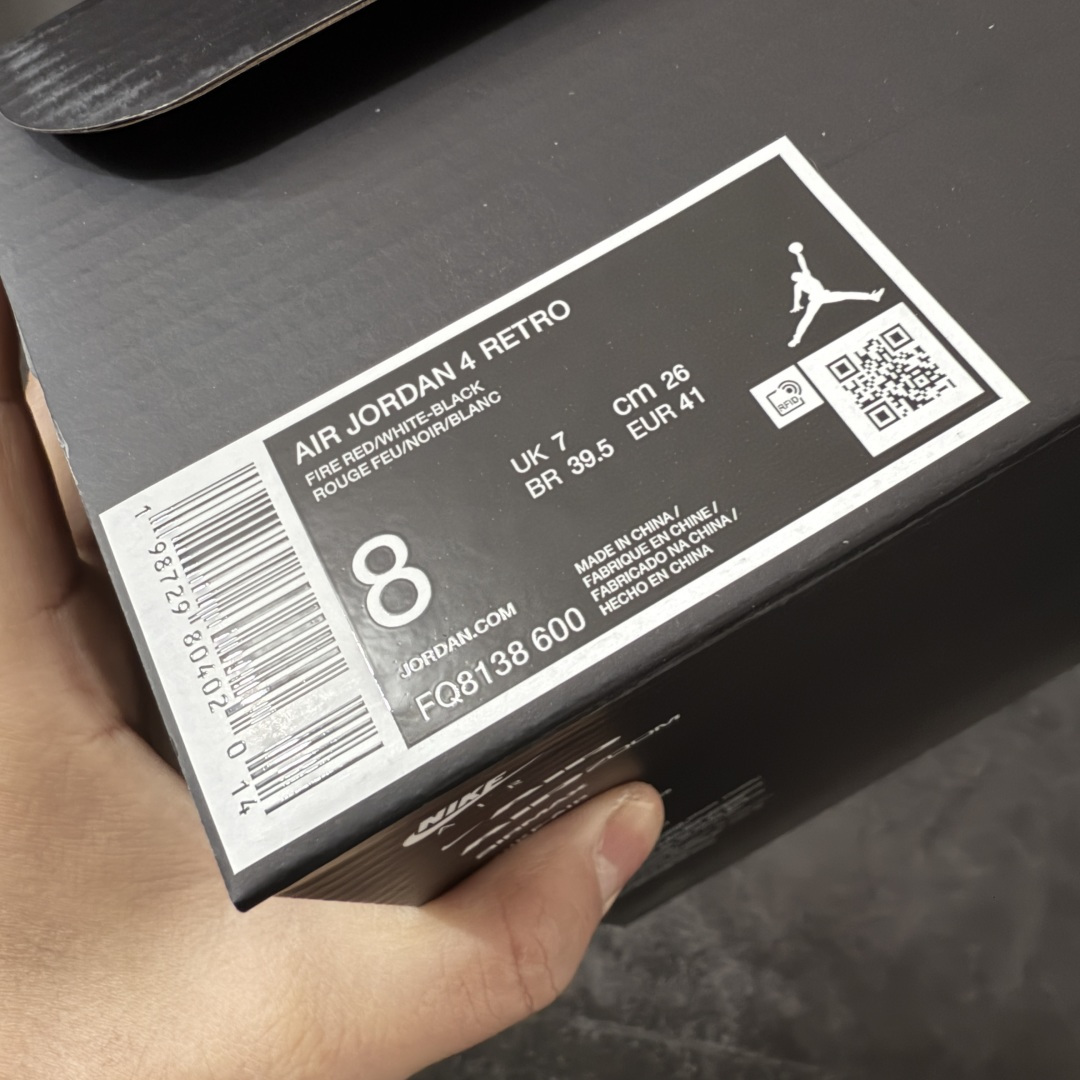 AIR JORDAN 4 RETRO
FIRE RED/WHITE-BLACK
ROUGE FEU/NOIR/BLANC
UK 7
cm 26
BR 39.5
EUR 41
RFID
8
MADE IN CHINA /
FABRIQUE EN CHINE /
FABRICADO NA CHINA /
HECHO EN CHINA
JORDAN.COM
FQ8138 600
1 98729 80402 0 14
NIKE